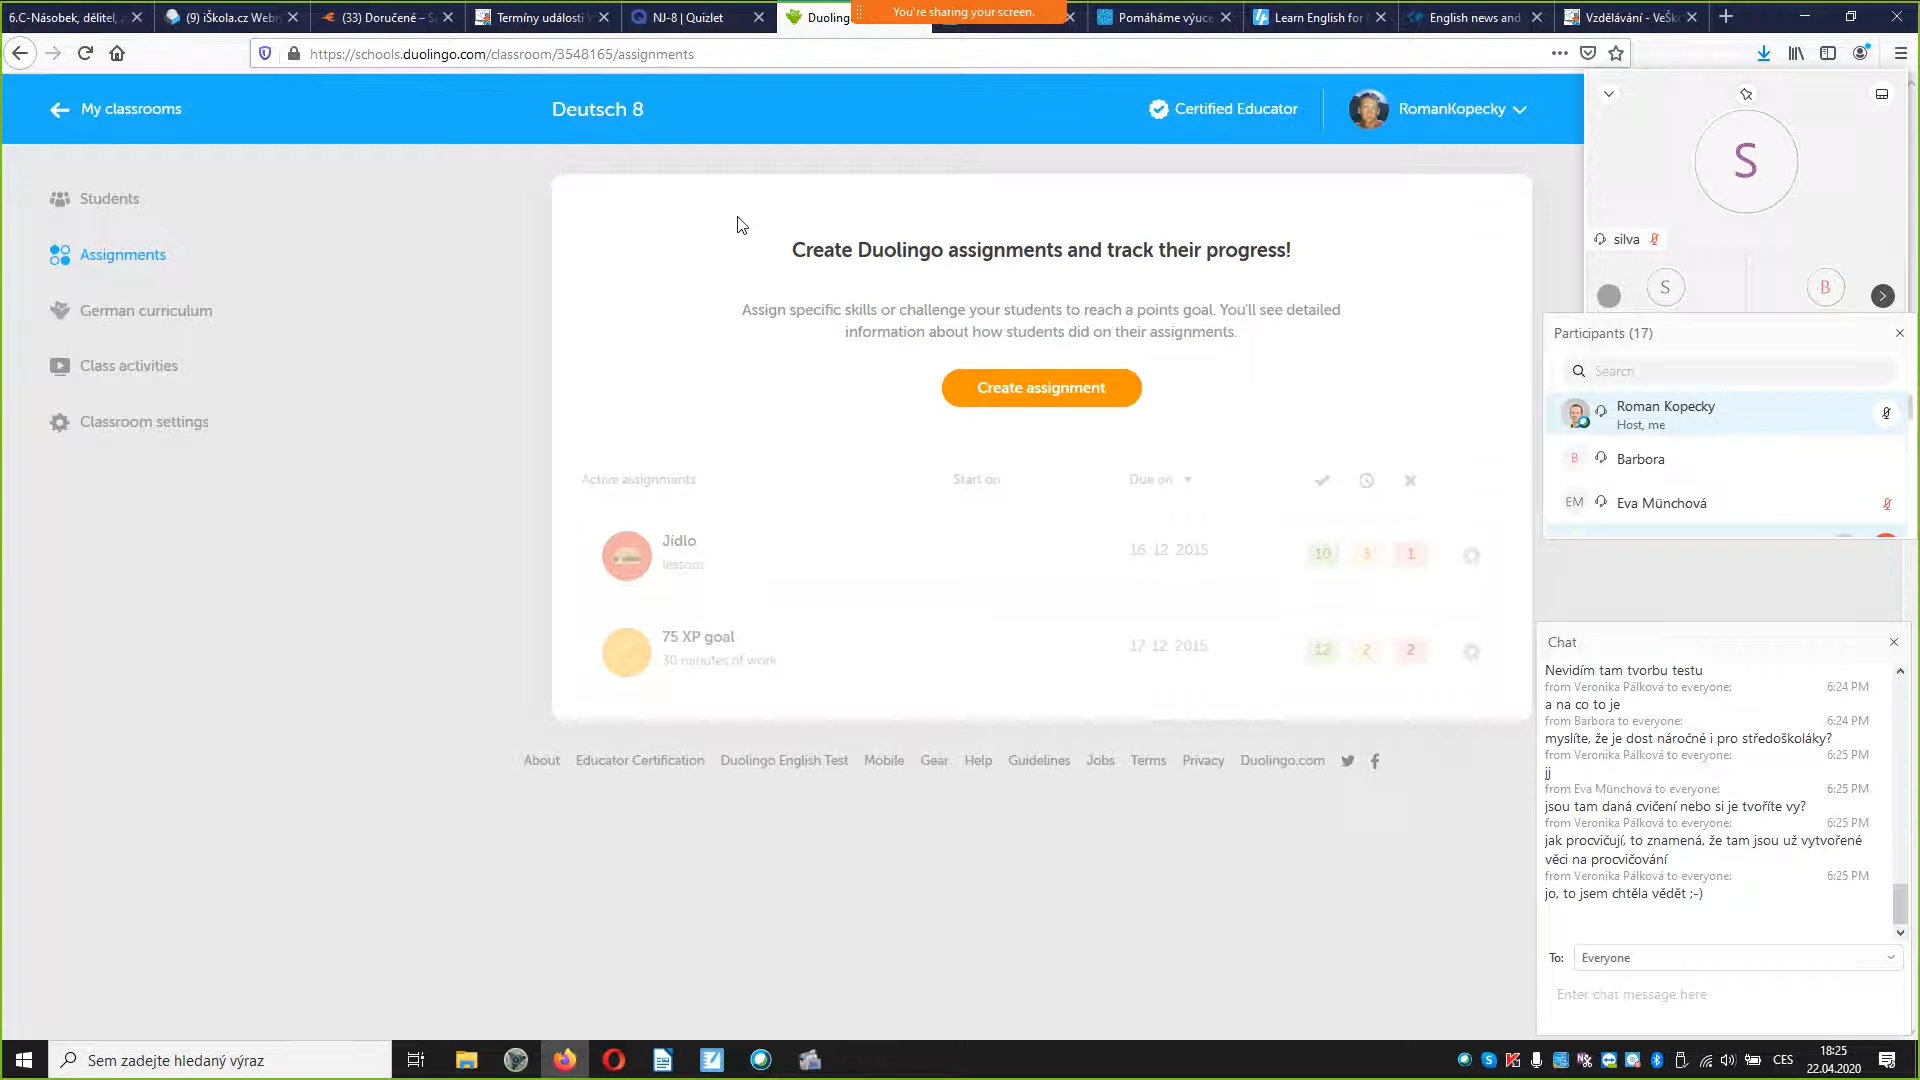 6.C-Násobek, dělitel,
(9) iŠkola.cz Webn
(33) Doručené – S
Termíny události
NJ-8 | Quizlet
Duoling
You're sharing your screen.
Pomáháme výuce
Learn English for
English news and
Vzdělávání - VeŠk
https://schools.duolingo.com/classroom/3548165/assignments
My classrooms
Deutsch 8
Certified Educator
RomanKopecky
Students
Assignments
German curriculum
Class activities
Classroom settings
Create Duolingo assignments and track their progress!
Assign specific skills or challenge your students to reach a points goal. You'll see detailed
information about how students did on their assignments.
Create assignment
Active assignments
Start on
Due on
Jídlo
lesson
16 12 2015
10 3 1
75 XP goal
30 minutes of work
17 12 2015
12 2 2
About Educator Certification Duolingo English Test Mobile Gear Help Guidelines Jobs Terms Privacy Duolingo.com
S
silva
S
B
Participants (17)
Search
Roman Kopecky
Host, me
B Barbora
EM Eva Münchová
Chat
Nevidím tam tvorbu testu
from Veronika Pálková to everyone: 6:24 PM
a na co to je
from Barbora to everyone: 6:24 PM
myslíte, že je dost náročné i pro středoškoláky?
from Veronika Pálková to everyone: 6:25 PM
jj
from Eva Münchová to everyone: 6:25 PM
jsou tam daná cvičení nebo si je tvoříte vy?
from Veronika Pálková to everyone: 6:25 PM
jak procvičují, to znamená, že tam jsou už vytvořené
věci na procvičování
from Veronika Pálková to everyone: 6:25 PM
jo, to jsem chtěla vědět ;-)
To: Everyone
Enter chat message here
Sem zadejte hledaný výraz
CES
18:25
22.04.2020